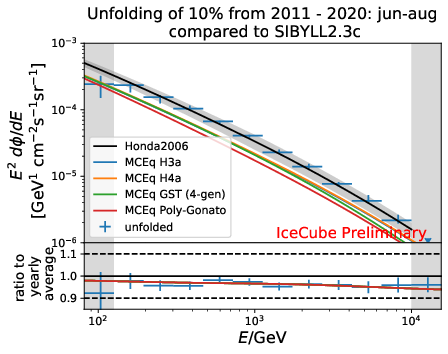 Unfolding of 10% from 2011 - 2020: jun-aug
compared to SIBYLL2.3c
E² dϕ/dE
[GeV¹ cm⁻²s⁻¹sr⁻¹]
10⁻³
10⁻⁴
10⁻⁵
10⁻⁶
Honda2006
MCEq H3a
MCEq H4a
MCEq GST (4-gen)
MCEq Poly-Gonato
unfolded
IceCube Preliminary
ratio to
yearly
average
1.1
1.0
0.9
10²
10³
10⁴
E/GeV